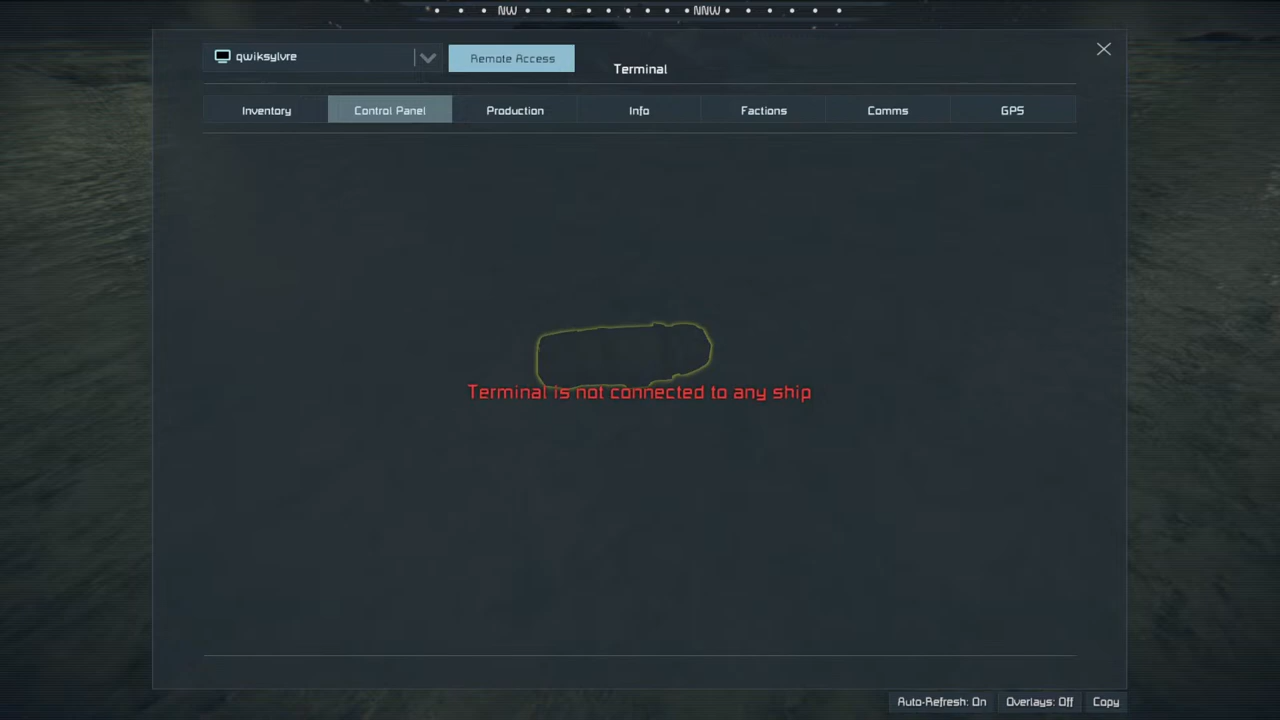 NW NNW
qwiksylvre Remote Access
Terminal
Inventory Control Panel Production Info Factions Comms GPS
Terminal is not connected to any ship
Auto-Refresh: On Overlays: Off Copy